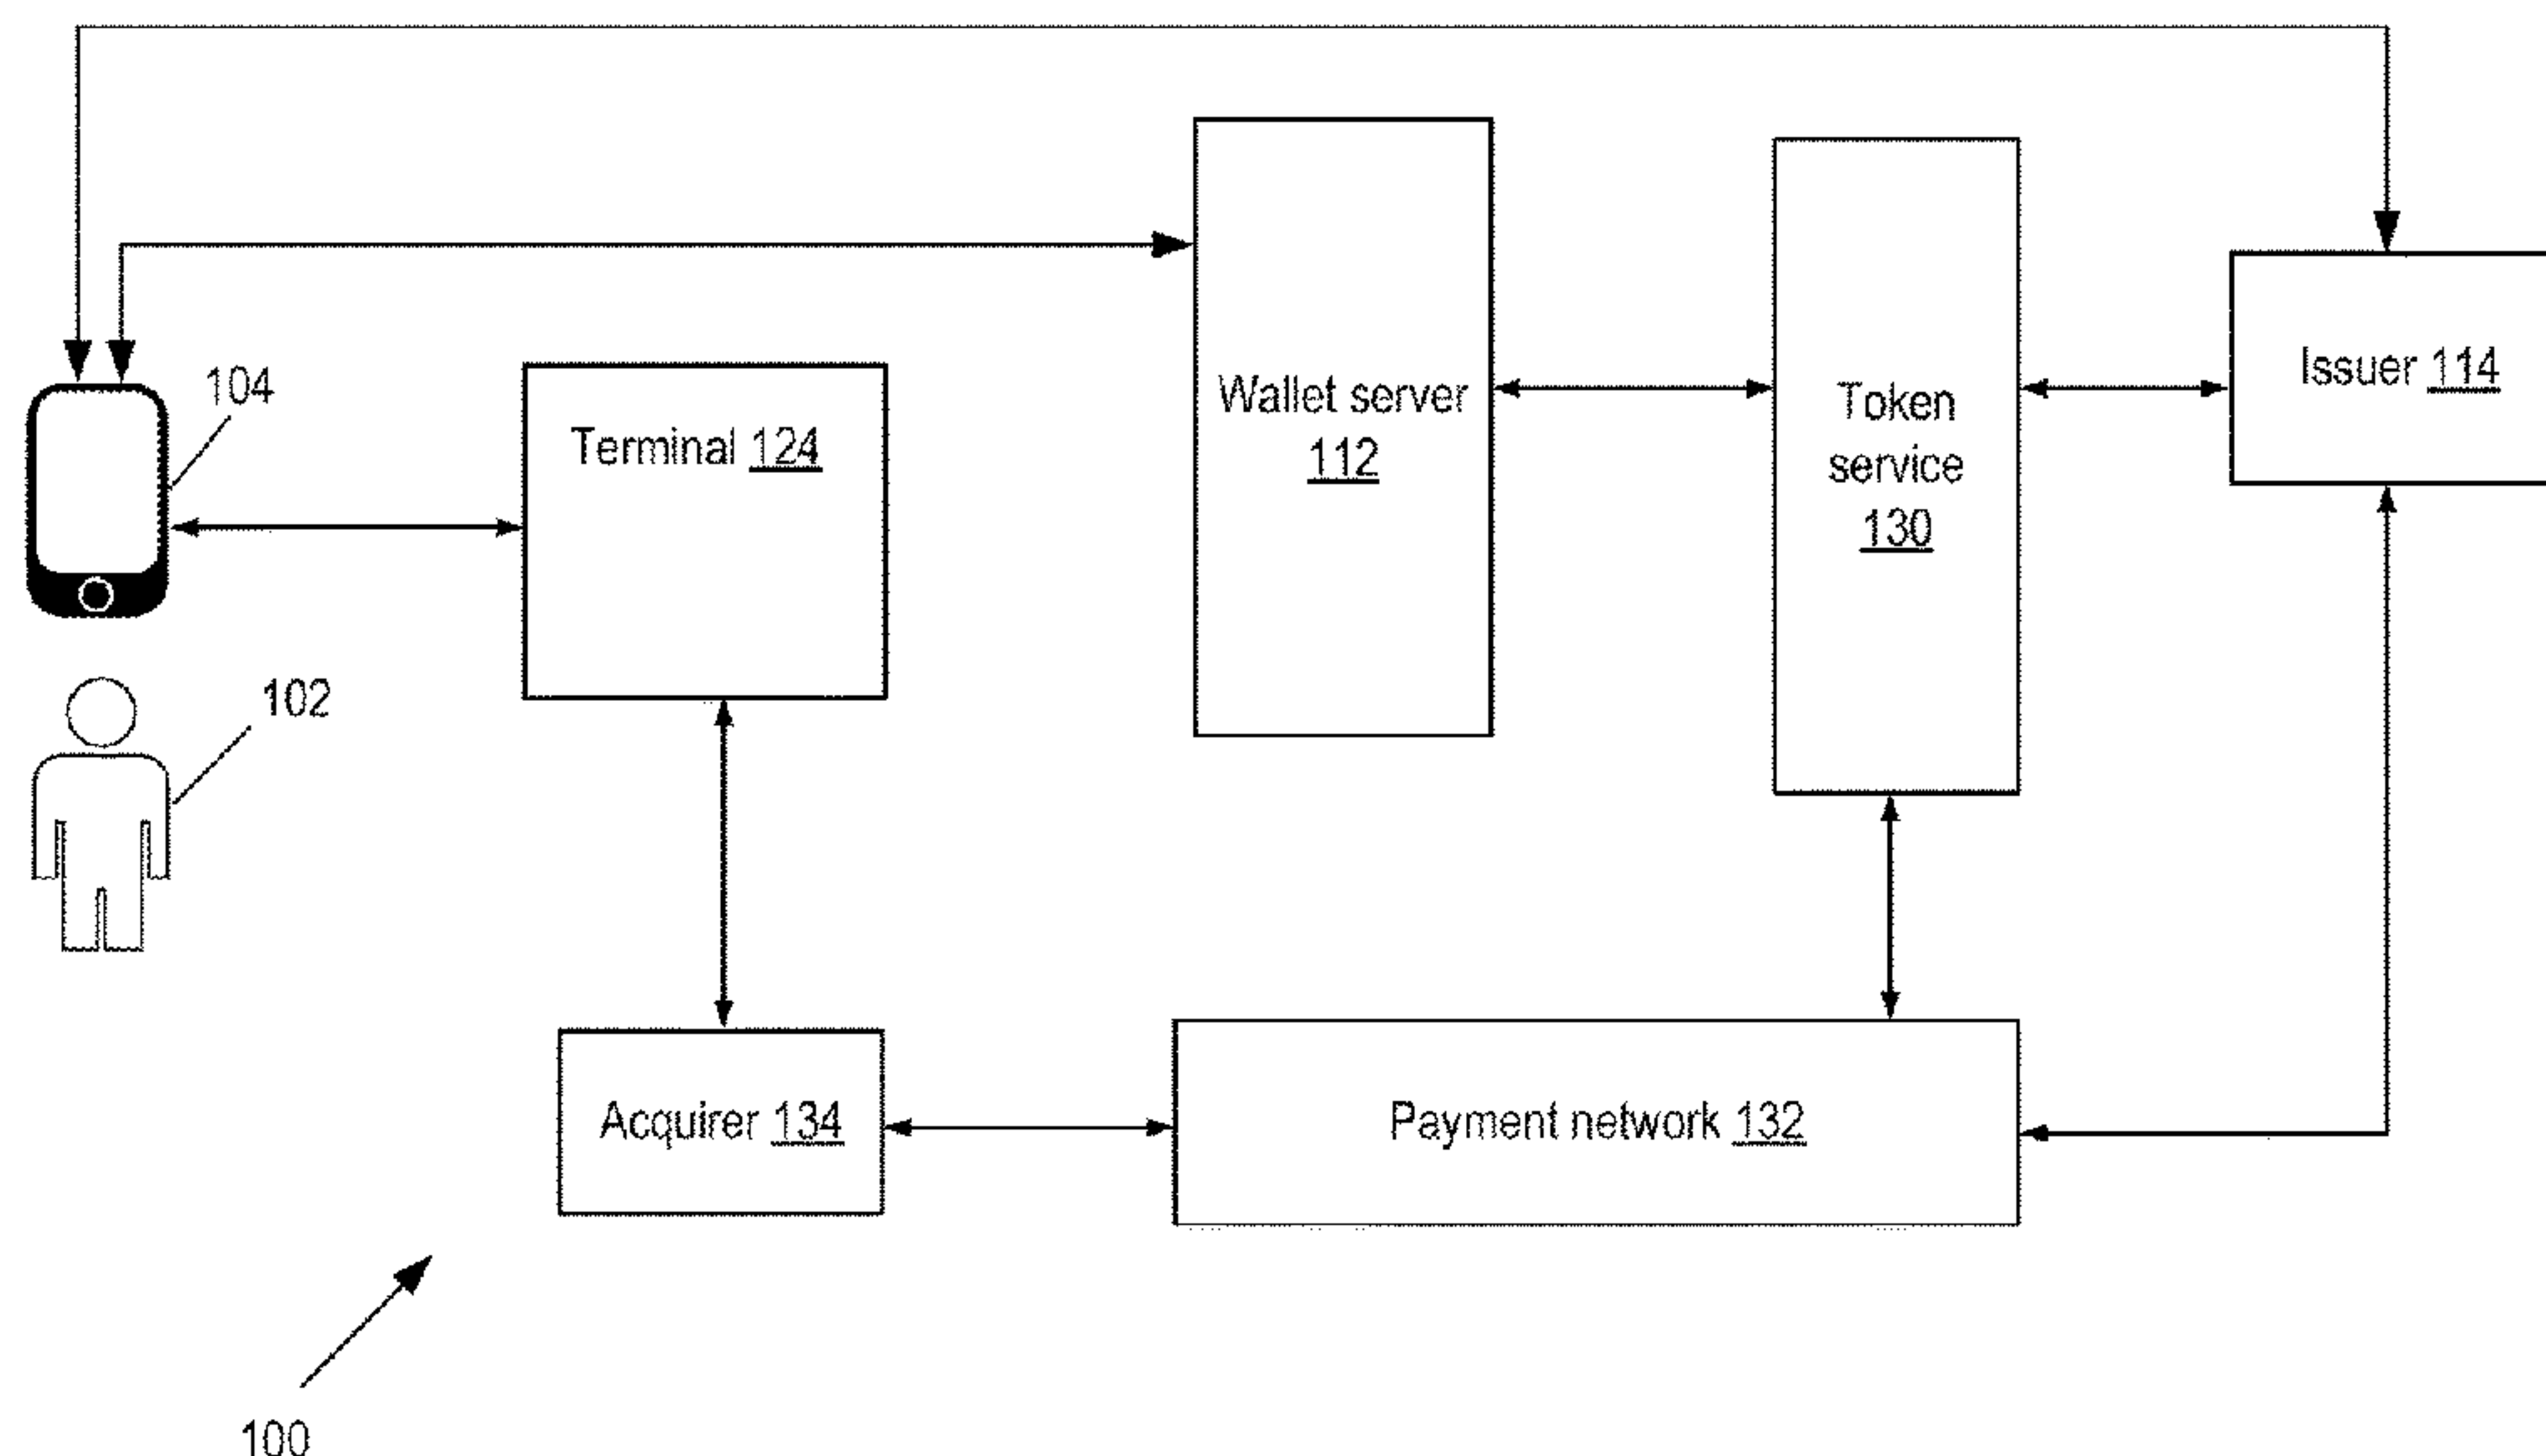 104
Terminal 124
Wallet server
112
Token
service
130
Issuer 114
102
Acquirer 134
Payment network 132
100